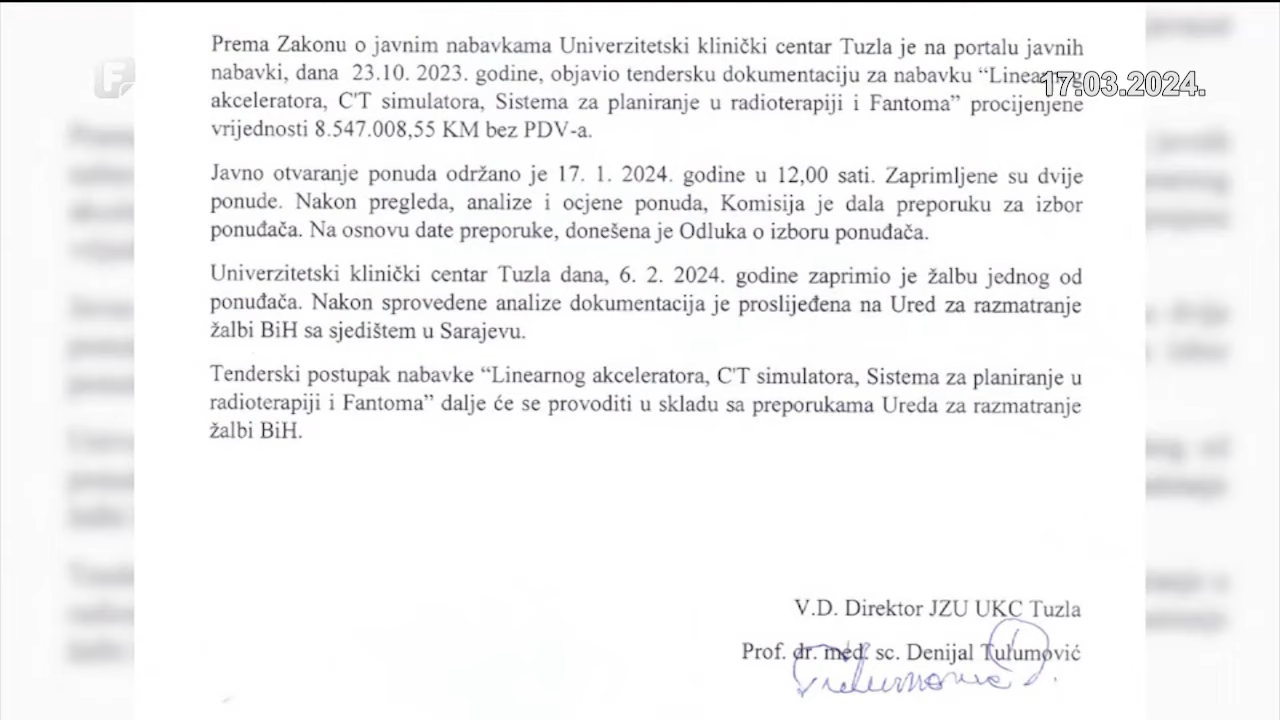 Prema Zakonu o javnim nabavkama Univerzitetski klinički centar Tuzla je na portalu javnih
nabavki, dana 23.10. 2023. godine, objavio tendersku dokumentaciju za nabavku “Linearnog
17.03.2024.
akceleratora, C'T simulatora, Sistema za planiranje u radioterapiji i Fantoma” procijenjene
vrijednosti 8.547.008,55 KM bez PDV-a.
Javno otvaranje ponuda održano je 17. 1. 2024. godine u 12,00 sati. Zaprimljene su dvije
ponude. Nakon pregleda, analize i ocjene ponuda, Komisija je dala preporuku za izbor
ponuđača. Na osnovu date preporuke, donešena je Odluka o izboru ponuđača.
Univerzitetski klinički centar Tuzla dana, 6. 2. 2024. godine zaprimio je žalbu jednog od
ponuđača. Nakon sprovedene analize dokumentacija je proslijeđena na Ured za razmatranje
žalbi BiH sa sjedištem u Sarajevu.
Tenderski postupak nabavke “Linearnog akceleratora, C'T simulatora, Sistema za planiranje u
radioterapiji i Fantoma” dalje će se provoditi u skladu sa preporukama Ureda za razmatranje
žalbi BiH.
V.D. Direktor JZU UKC Tuzla
Prof. dr. med. sc. Denijal Tulumović